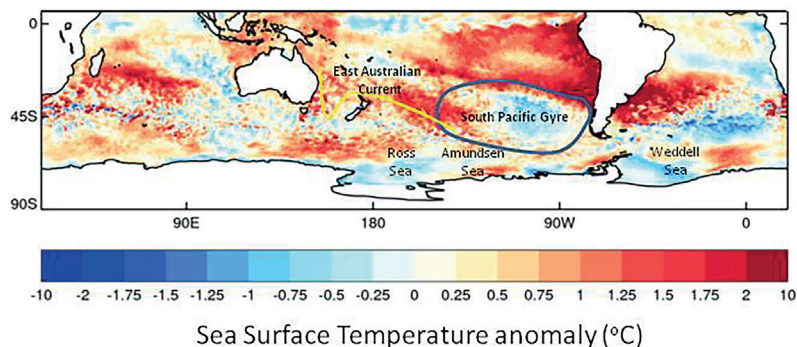 0
45S
90S
East Australian
Current
South Pacific Gyre
Ross
Sea
Amundsen
Sea
Weddell
Sea
90E 180 90W 0
-10 -2 -1.75 -1.5 -1.25 -1 -0.75 -0.5 -0.25 0 0.25 0.5 0.75 1 1.25 1.5 1.75 2 10
Sea Surface Temperature anomaly (°C)